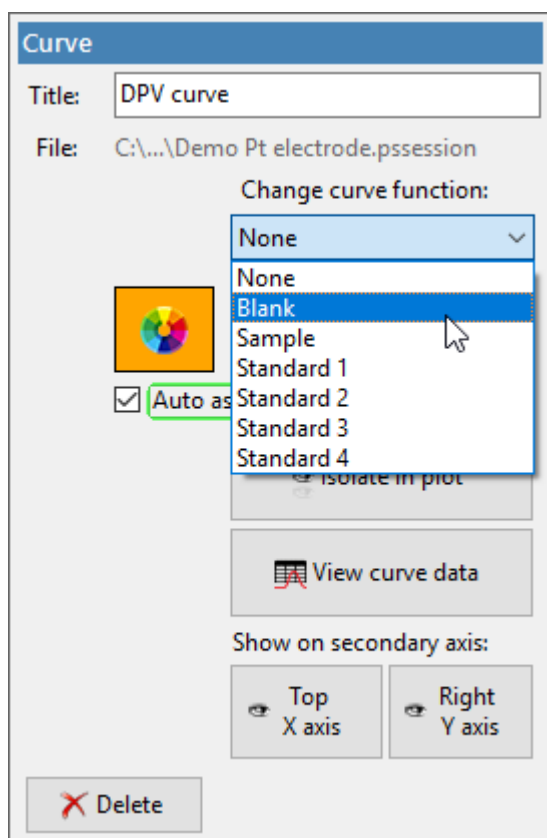 Curve
Title: DPV curve
File: C:\...\Demo Pt electrode.pssession
Change curve function:
None
None
Blank
Sample
Standard 1
Auto as
Standard 2
Standard 3
Standard 4
Isolate in plot
View curve data
Show on secondary axis:
Top
X axis
Right
Y axis
Delete